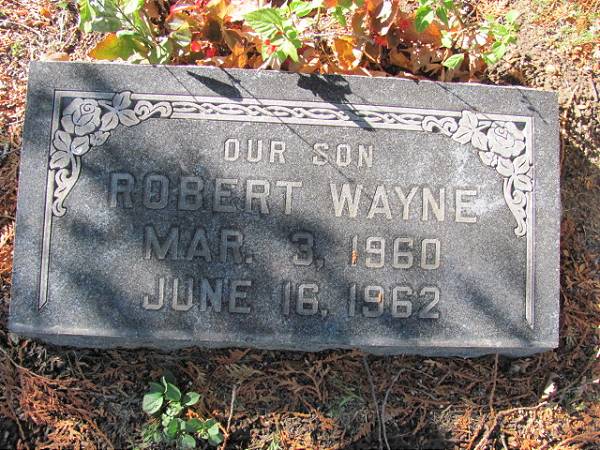 OUR SON
ROBERT WAYNE
MAR. 3, 1960
JUNE 16, 1962